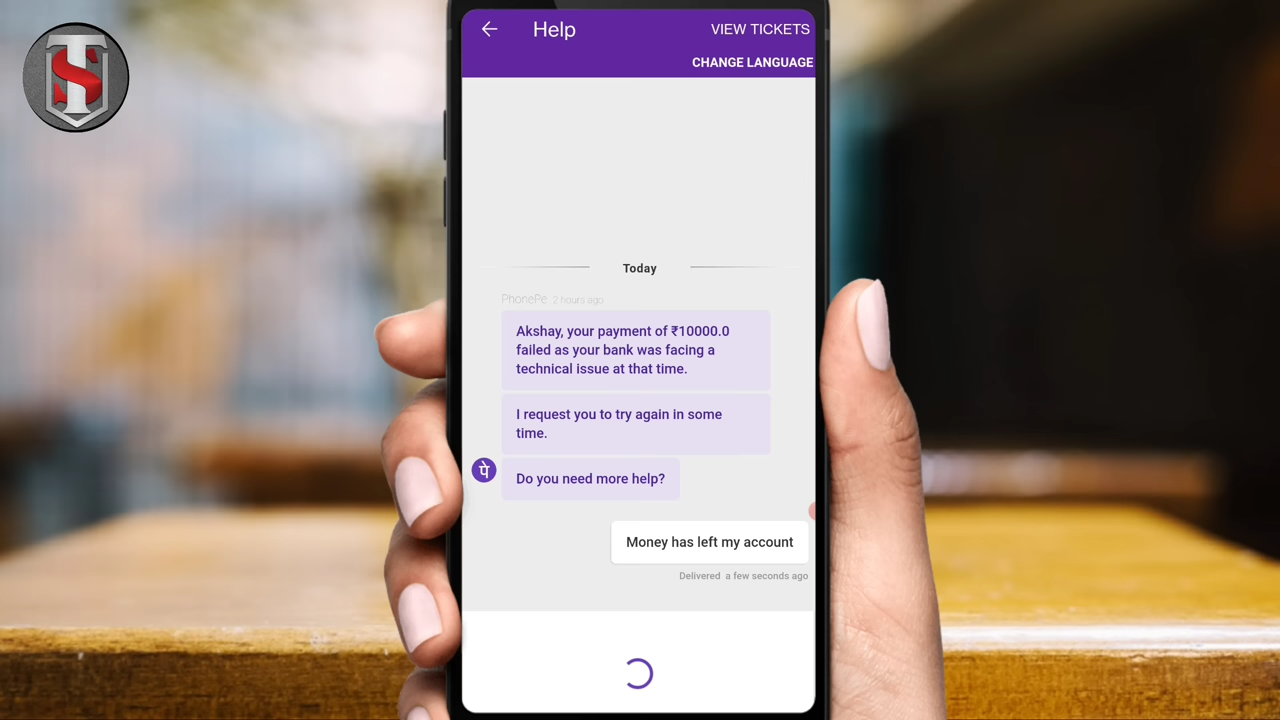 Help
VIEW TICKETS
CHANGE LANGUAGE
Today
PhonePe 2 hours ago
Akshay, your payment of ₹10000.0
failed as your bank was facing a
technical issue at that time.
I request you to try again in some
time.
पे
Do you need more help?
Money has left my account
Delivered a few seconds ago
TS